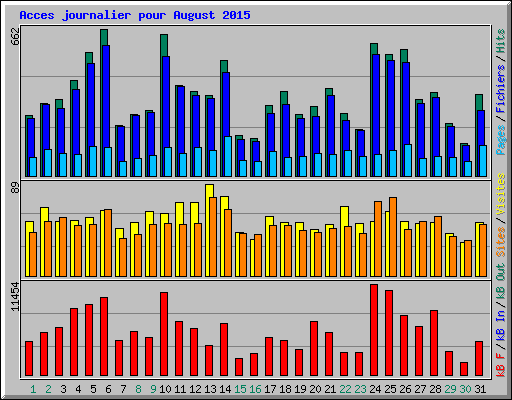 Acces journalier pour August 2015
662
Pages/Fichiers/Hits
89
Sites/Visites
11454
kB F/kB In/kB Out
1 2 3 4 5 6 7 8 9 10 11 12 13 14 15 16 17 18 19 20 21 22 23 24 25 26 27 28 29 30 31